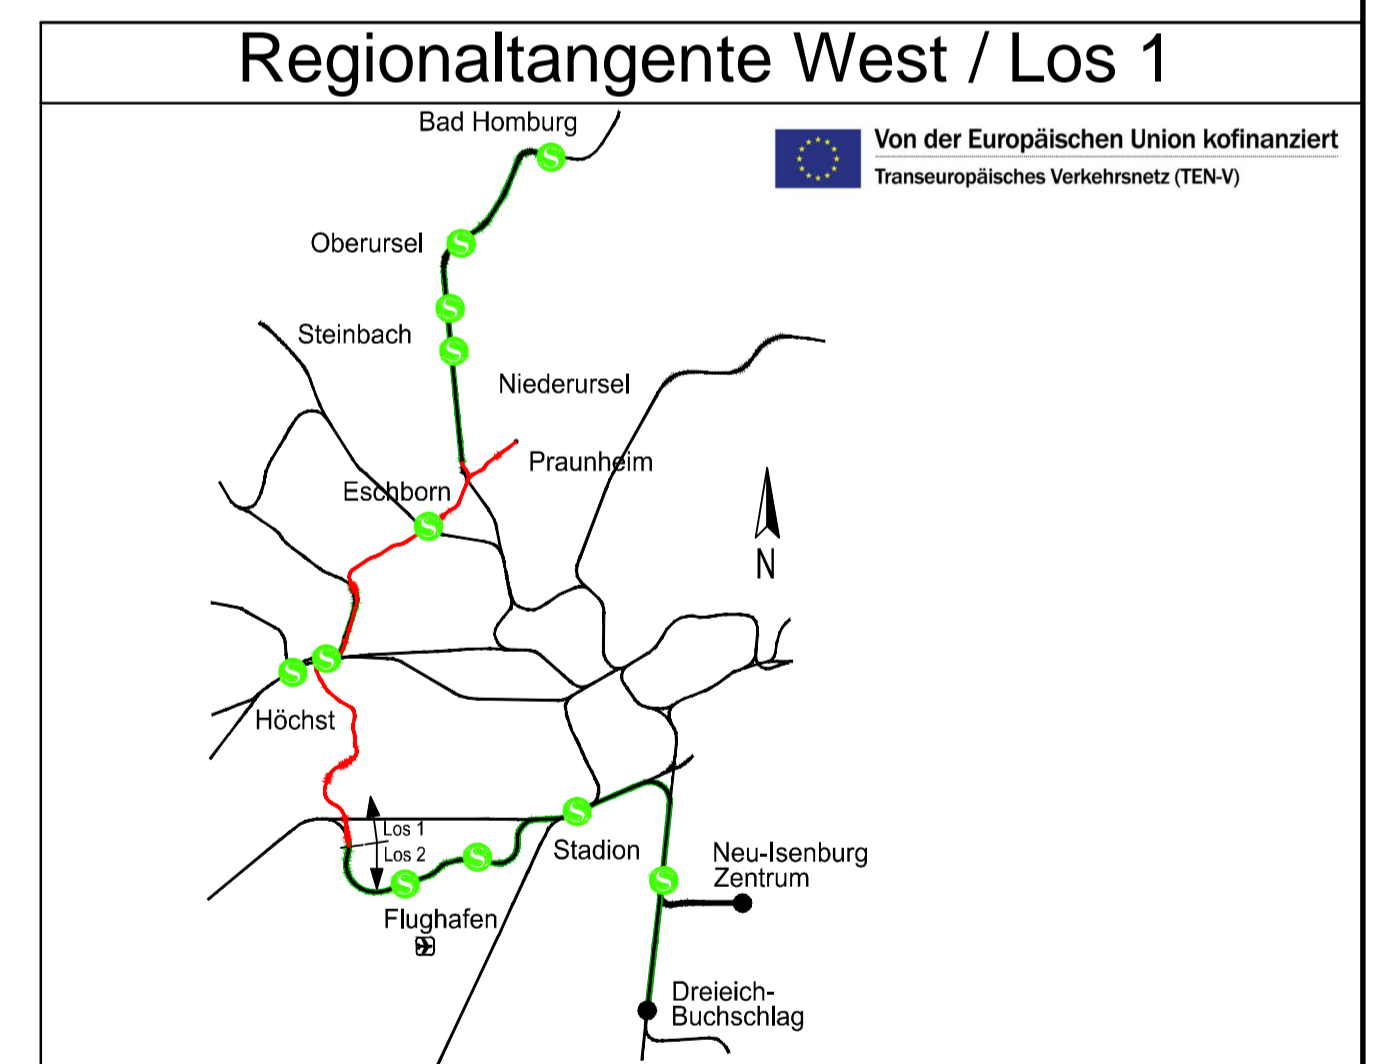 Regionaltangente West / Los 1
Bad Homburg
Von der Europäischen Union kofinanziert
Transeuropäisches Verkehrsnetz (TEN-V)
Oberursel
S
S
S
S
Steinbach
Niederursel
Praunheim
Eschborn
S
N
S
S
Höchst
Los 1
Los 2
S
Stadion
S
S
Flughafen
Neu-Isenburg
Zentrum
S
Dreieich-
Buchschlag